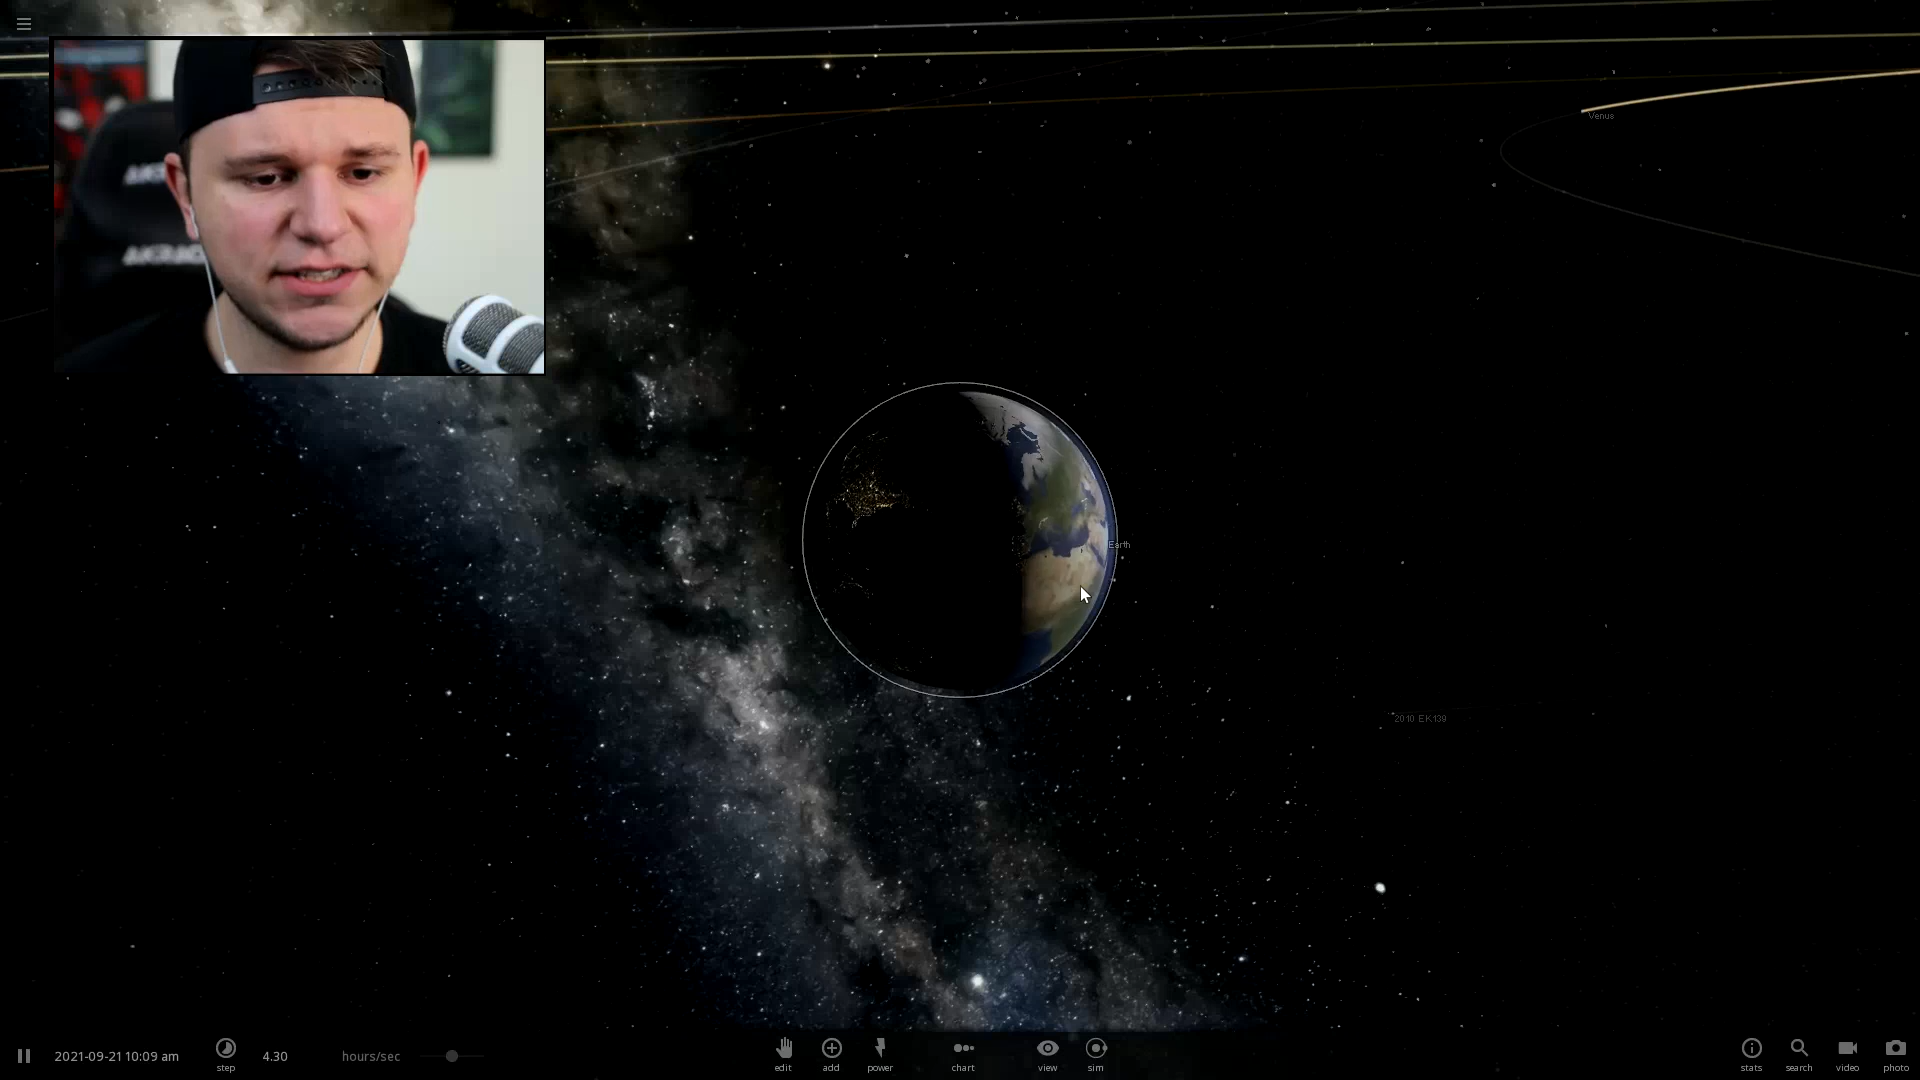 Venus
Earth
2010 EK139
2021-09-21 10:09 am
step
4.30
hours/sec
edit
add
power
chart
view
sim
stats
search
video
photo